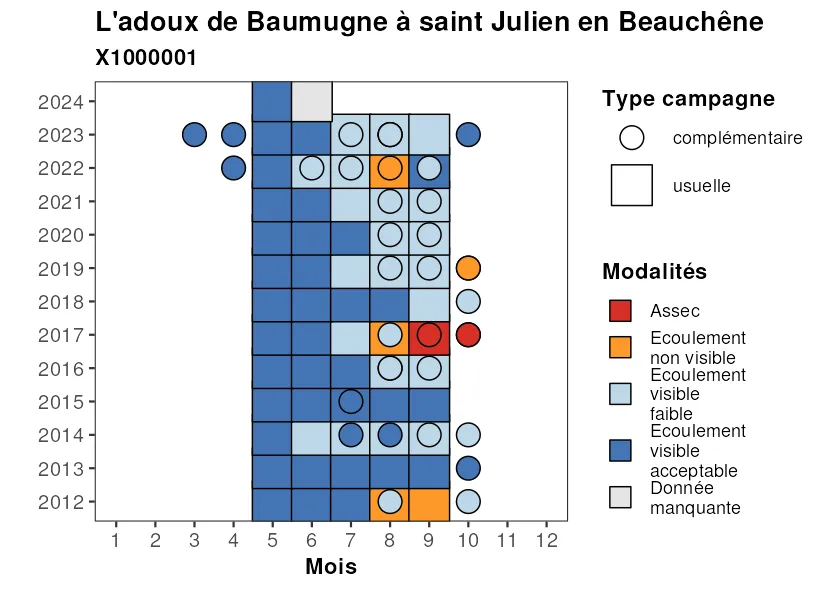 L'adoux de Baumugne à saint Julien en Beauchêne
X1000001
2024
2023
2022
2021
2020
2019
2018
2017
2016
2015
2014
2013
2012
1 2 3 4 5 6 7 8 9 10 11 12
Mois
Type campagne
complémentaire
usuelle
Modalités
Assec
Ecoulement
non visible
Ecoulement
visible
faible
Ecoulement
visible
acceptable
Donnée
manquante